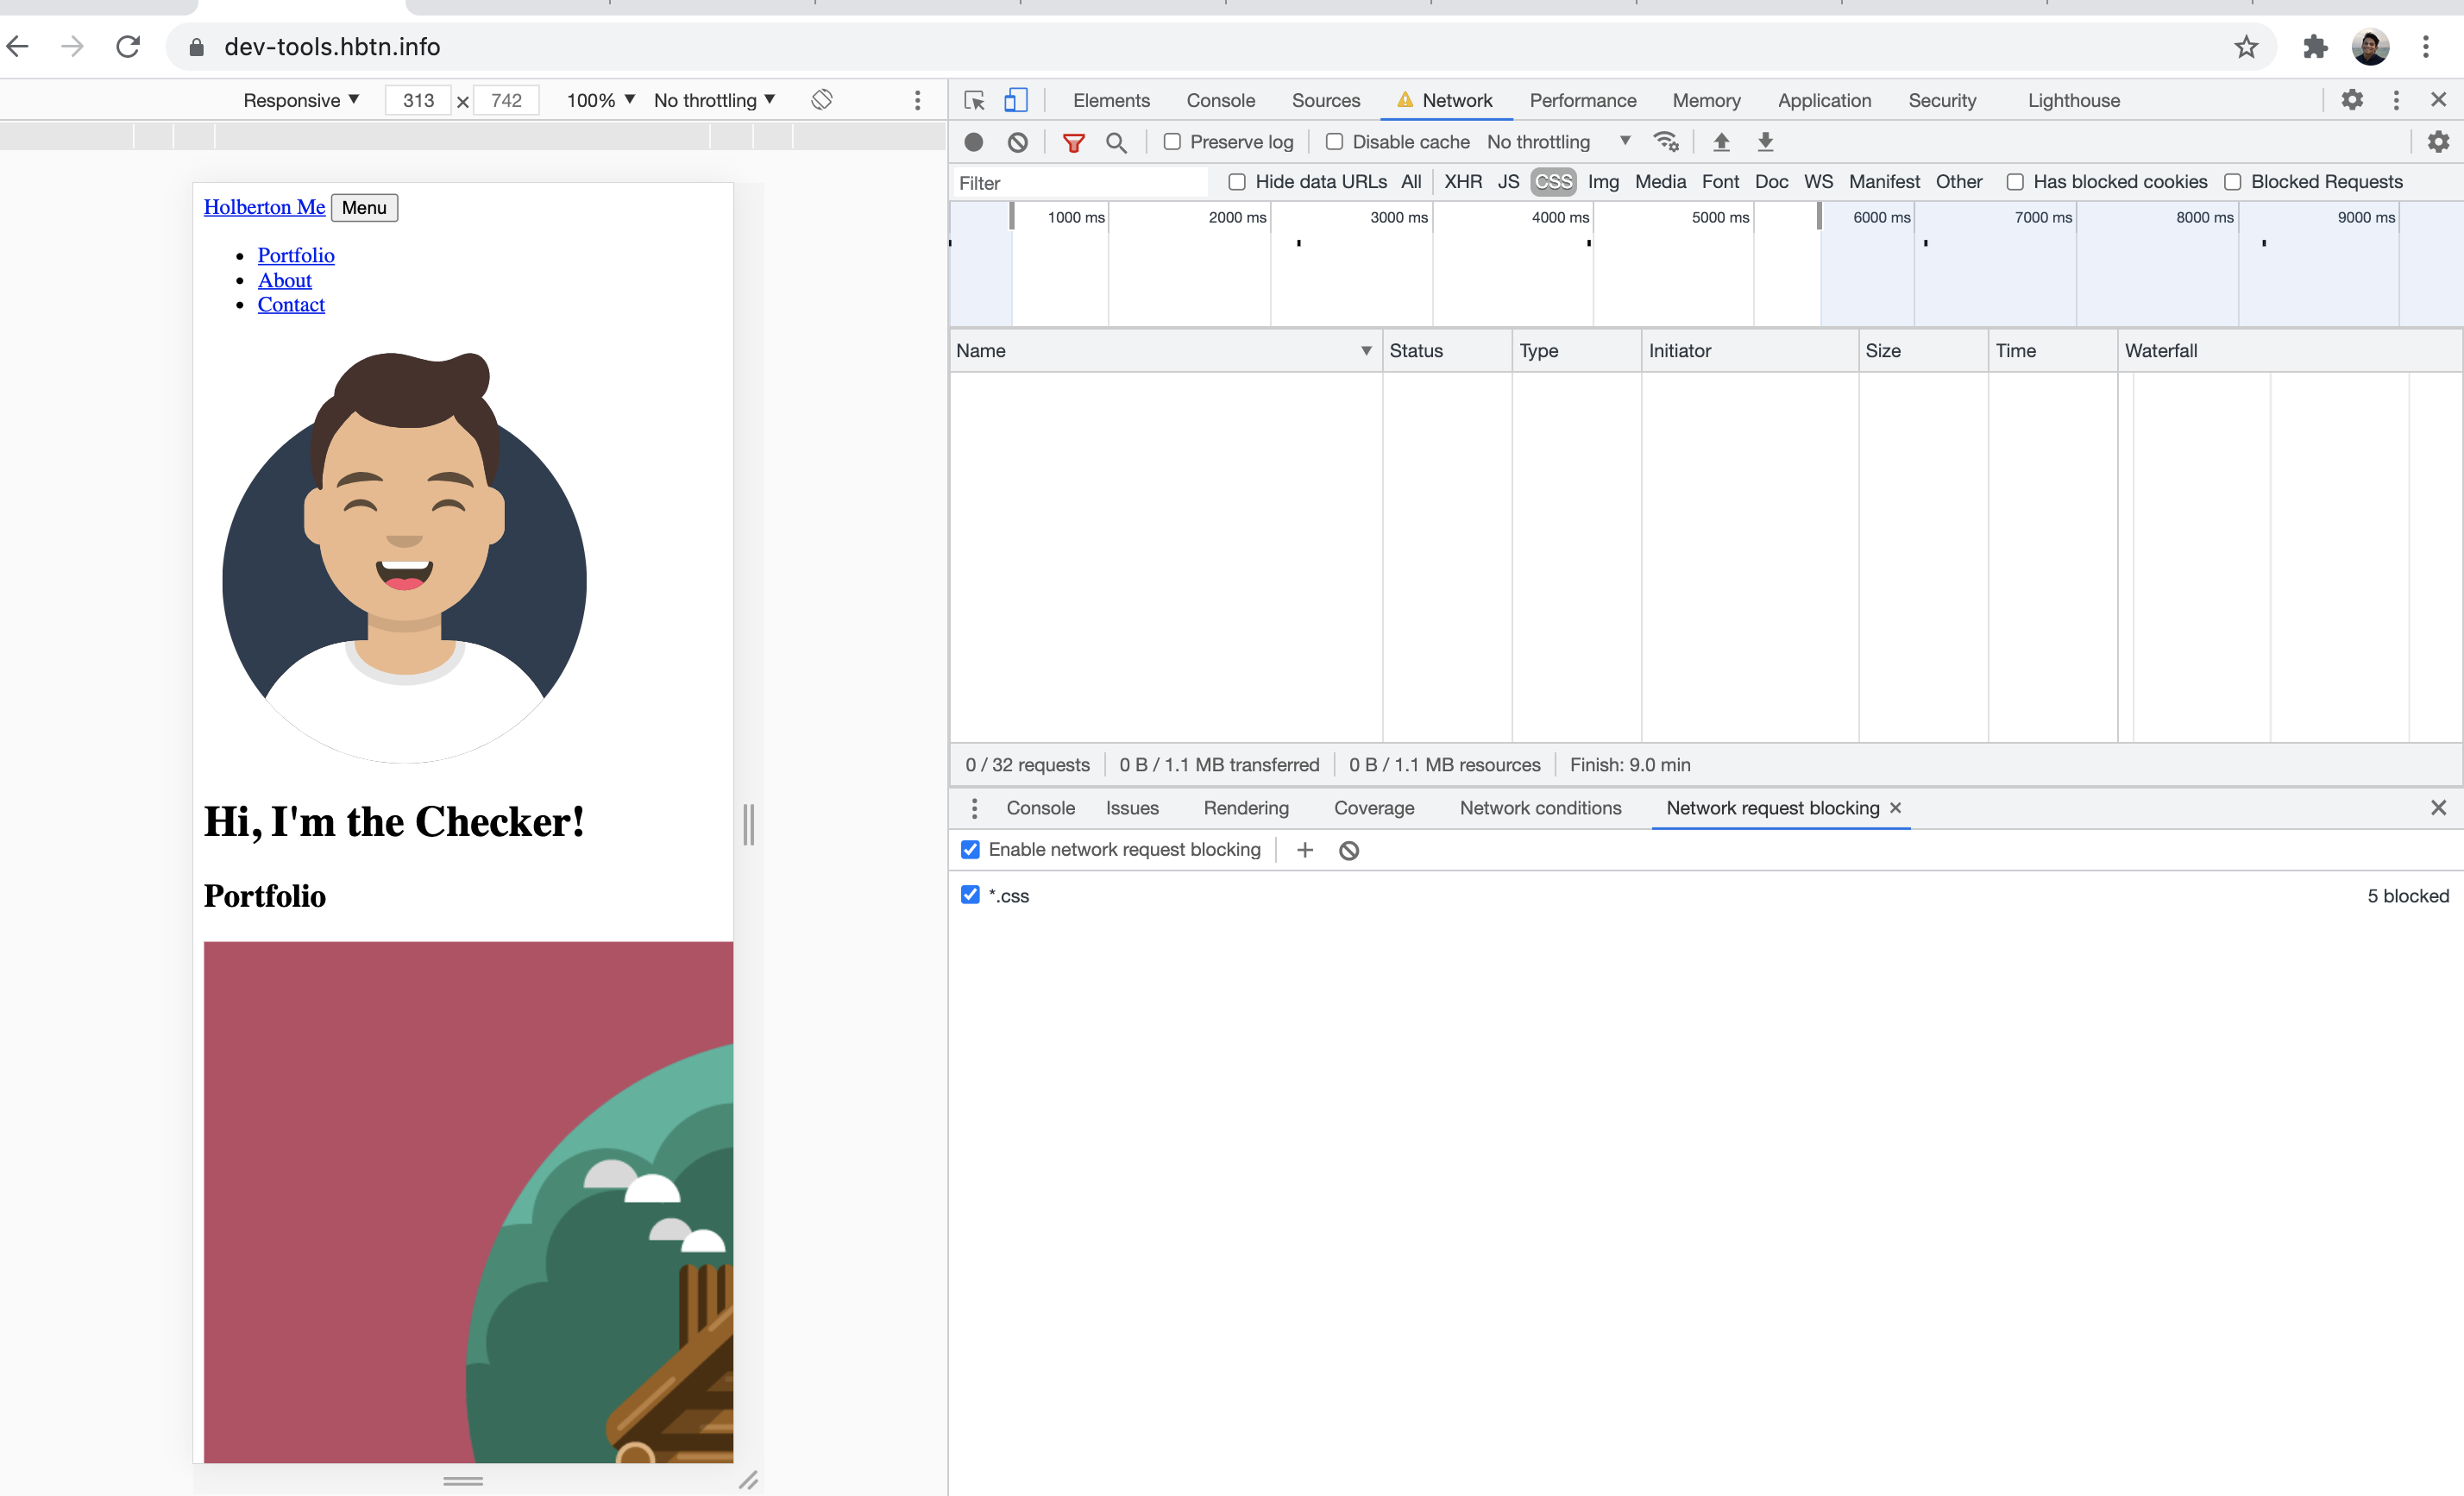 dev-tools.hbtn.info
Responsive ▼ 313 × 742 100% ▼ No throttling ▼
Elements Console Sources Network Performance Memory Application Security Lighthouse
Preserve log Disable cache No throttling ▼
Filter Hide data URLs All XHR JS CSS Img Media Font Doc WS Manifest Other Has blocked cookies Blocked Requests
1000 ms 2000 ms 3000 ms 4000 ms 5000 ms 6000 ms 7000 ms 8000 ms 9000 ms
Name ▼ Status Type Initiator Size Time Waterfall
0 / 32 requests 0 B / 1.1 MB transferred 0 B / 1.1 MB resources Finish: 9.0 min
Console Issues Rendering Coverage Network conditions Network request blocking ×
Enable network request blocking
*.css 5 blocked
Holberton Me Menu
• Portfolio
• About
• Contact
Hi, I'm the Checker!
Portfolio